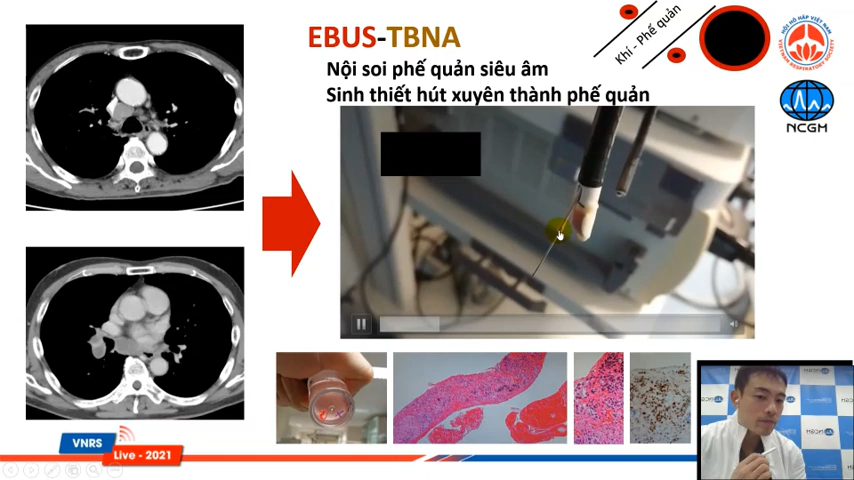 EBUS-TBNA
Nội soi phế quản siêu âm
Sinh thiết hút xuyên thành phế quản
Khí - Phế quản
HỘI HÔ HẤP VIỆT NAM
VIETNAM RESPIRATORY SOCIETY
NCGM
VNRS
Live - 2021